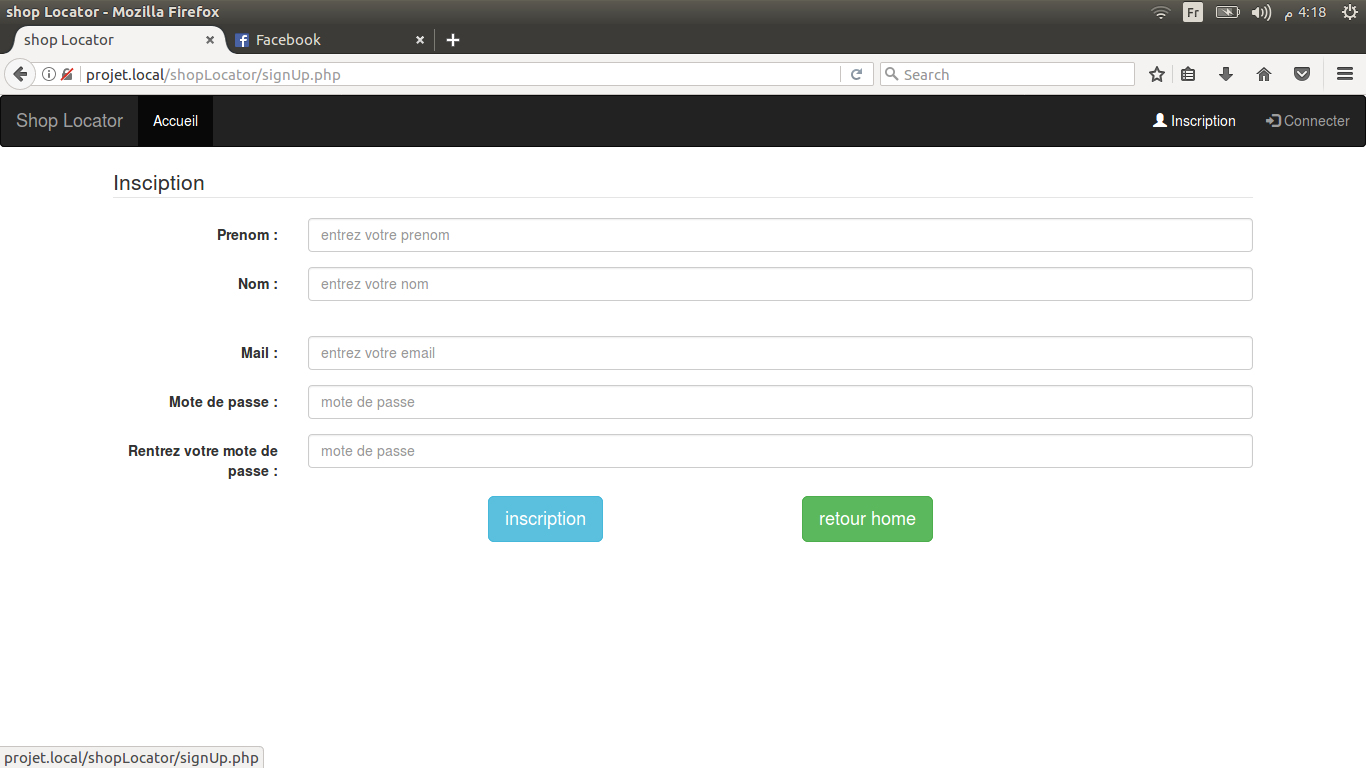 shop Locator - Mozilla Firefox
Fr
م 4:18
shop Locator
Facebook
projet.local/shopLocator/signUp.php
Search
Shop Locator
Accueil
Inscription
Connecter
Insciption
Prenom :
entrez votre prenom
Nom :
entrez votre nom
Mail :
entrez votre email
Mote de passe :
mote de passe
Rentrez votre mote de
passe :
mote de passe
inscription
retour home
projet.local/shopLocator/signUp.php